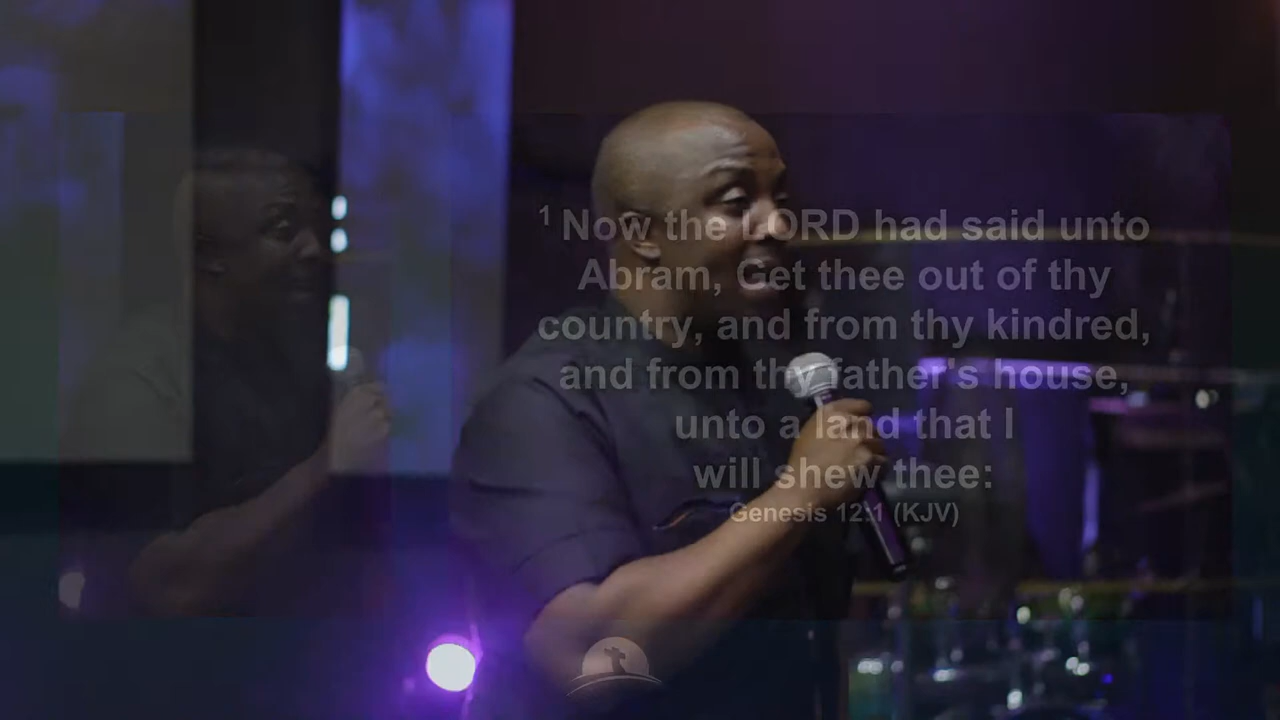 1 Now the LORD had said unto
Abram, Get thee out of thy
country, and from thy kindred,
and from thy father's house,
unto a land that I
will shew thee:
Genesis 12:1 (KJV)